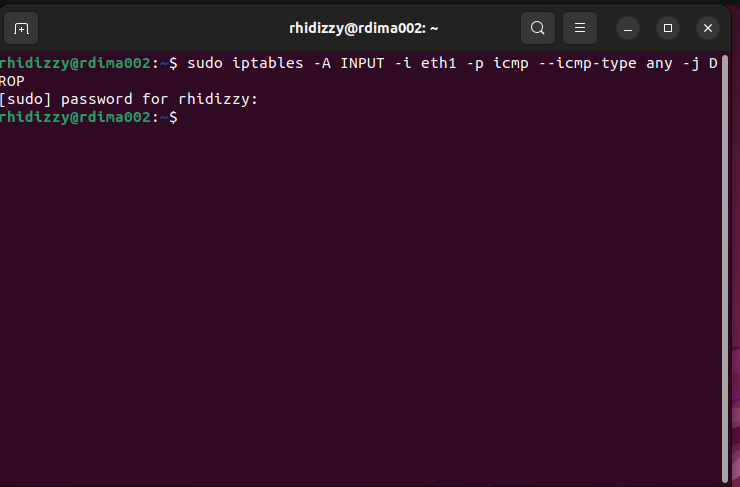 rhidizzy@rdima002: ~
rhidizzy@rdima002:~$ sudo iptables -A INPUT -i eth1 -p icmp --icmp-type any -j D
ROP
[sudo] password for rhidizzy:
rhidizzy@rdima002:~$